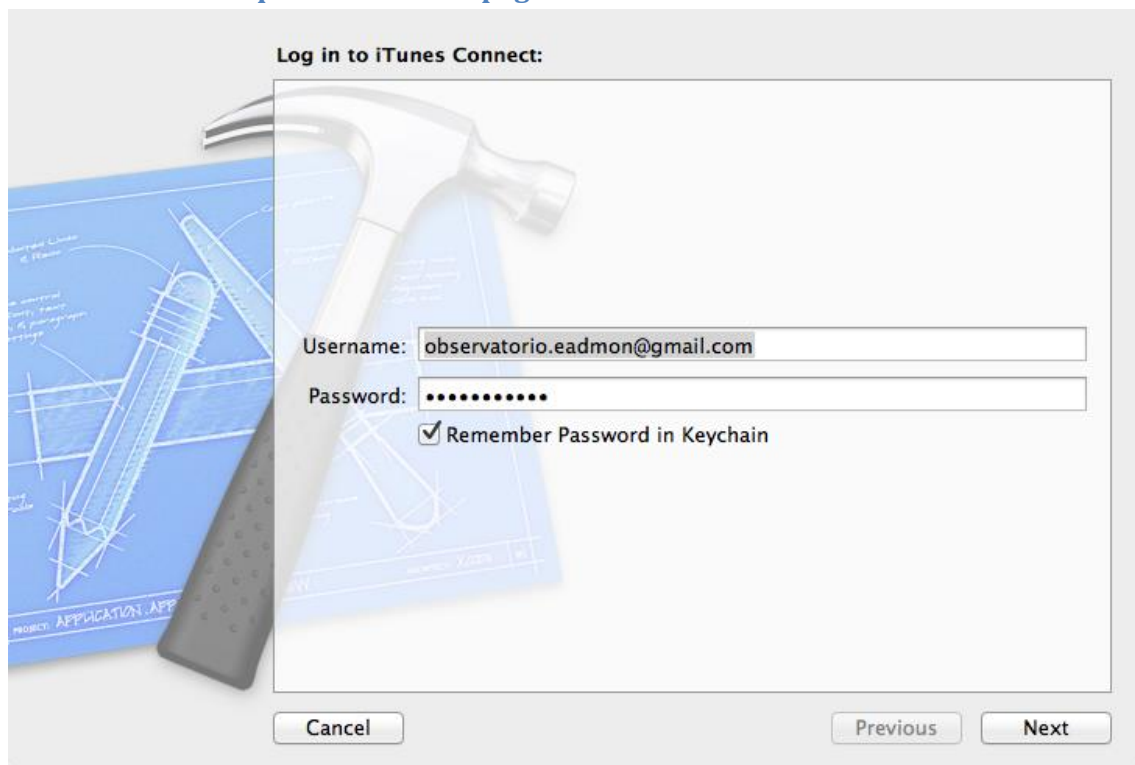 Log in to iTunes Connect:
Username: observatorio.eadmon@gmail.com
Password: •••••••••••
Remember Password in Keychain
PROJECT: APPLICATION.APP
Cancel Previous Next